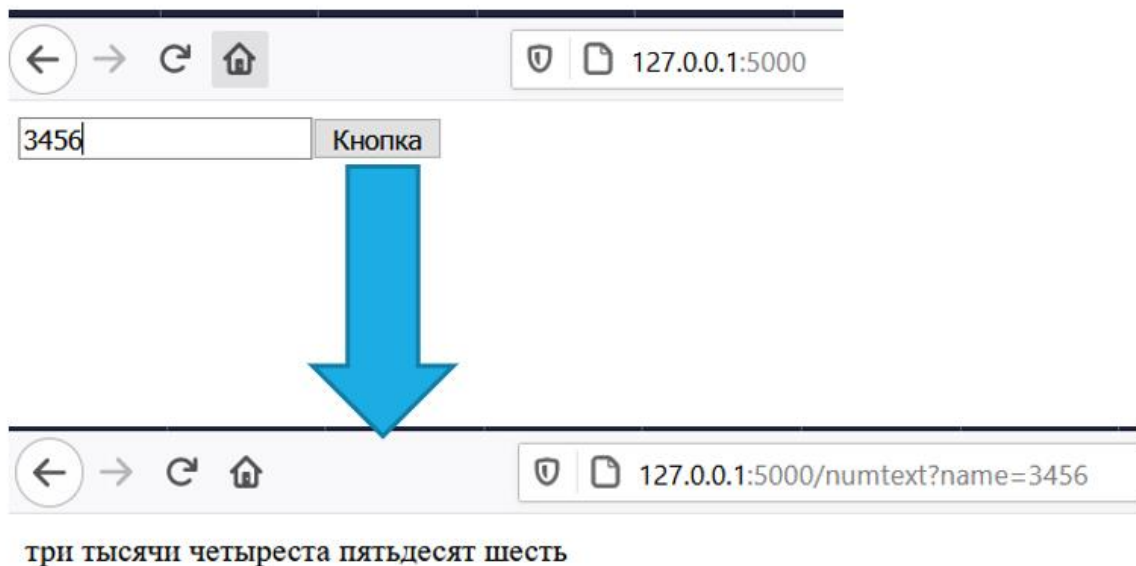 127.0.0.1:5000
3456 Кнопка
127.0.0.1:5000/numtext?name=3456
три тысячи четыреста пятьдесят шесть